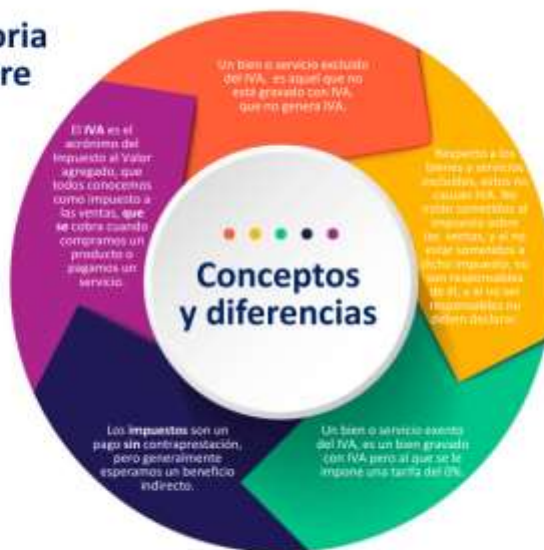 oria
re
Un bien o servicio excluido
del IVA, es aquel que no
está gravado con IVA,
que no genera IVA.
El IVA es el
acrónimo del
Impuesto al Valor
agregado, que
todos conocemos
como impuesto a
las ventas, que
se cobra cuando
compramos un
producto o
pagamos un
servicio.
Respecto a los
bienes o servicios
excluidos, estos no
causan IVA. No
están sometidos al
impuesto sobre
las ventas, y al no
estar sometidos a
dicho impuesto, no
son responsables
de él, y al no ser
responsables no
deben declarar.
Conceptos
y diferencias
Los impuestos son un
pago sin contraprestación,
pero generalmente
esperamos un beneficio
indirecto.
Un bien o servicio exento
del IVA, es un bien gravado
con IVA pero al que se le
impone una tarifa del 0%.